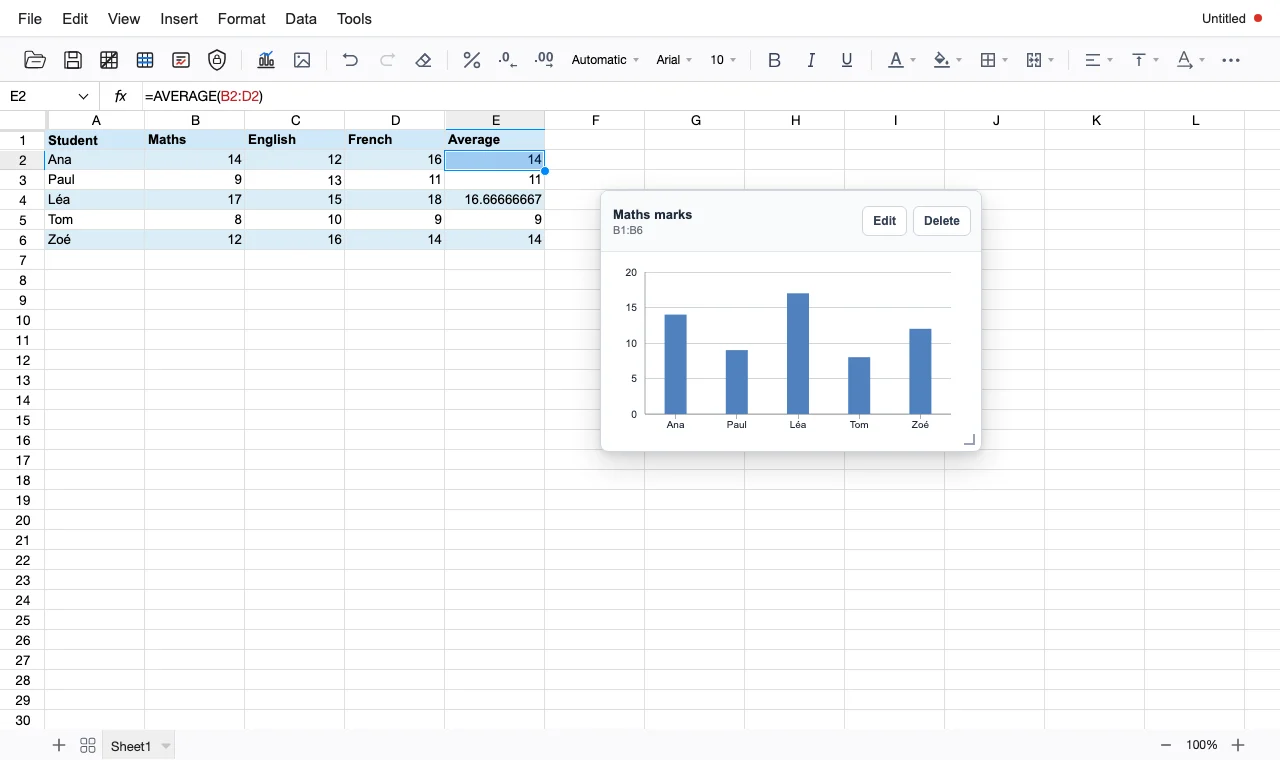 File Edit View Insert Format Data Tools Untitled
% .0 .00 Automatic Arial 10 B I U A A
E2 fx =AVERAGE(B2:D2)
A B C D E F G H I J K L
1 Student Maths English French Average
2 Ana 14 12 16 14
3 Paul 9 13 11 11
4 Léa 17 15 18 16.66666667
5 Tom 8 10 9 9
6 Zoé 12 16 14 14
7
8
9
10
11
12
13
14
15
16
17
18
19
20
21
22
23
24
25
26
27
28
29
30
Maths marks
B1:B6
Edit Delete
20
15
10
5
0
Ana Paul Léa Tom Zoé
Sheet1 100%